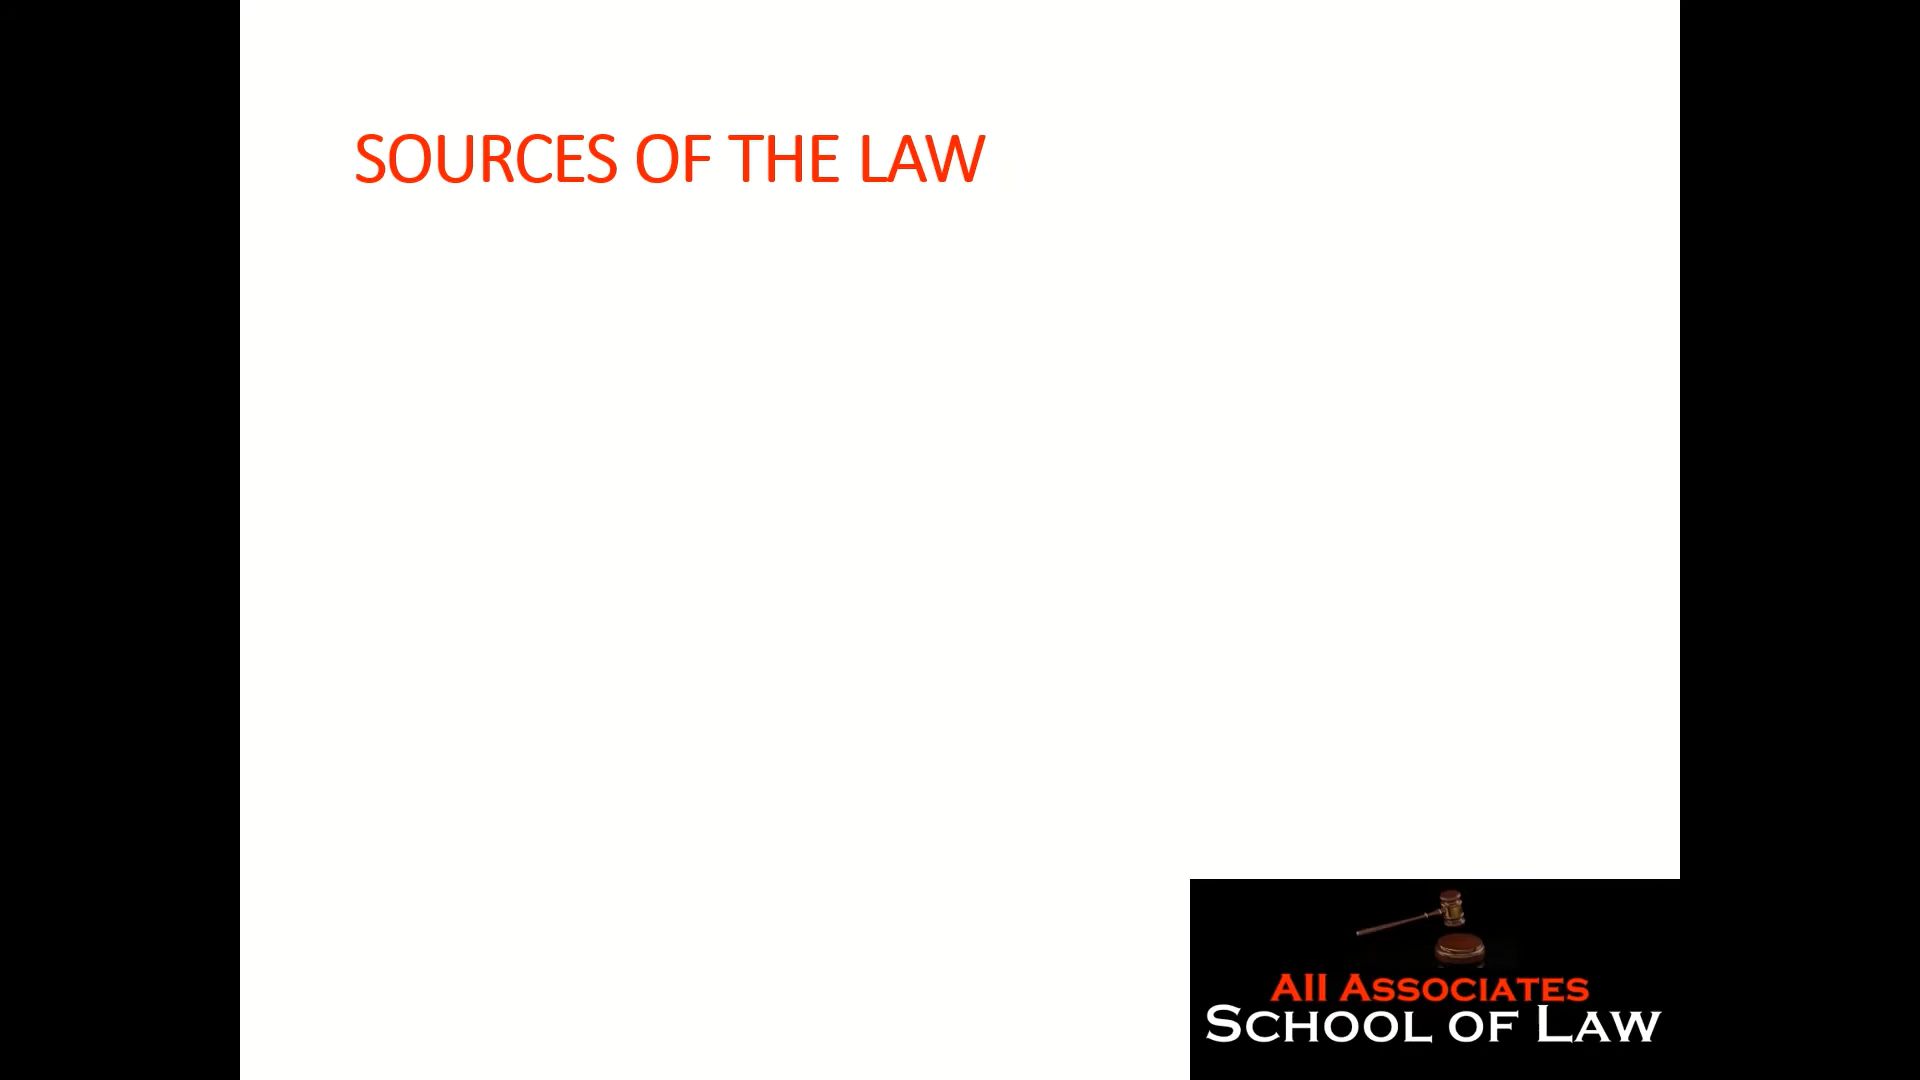 SOURCES OF THE LAW
All ASSOCIATES
SCHOOL OF LAW